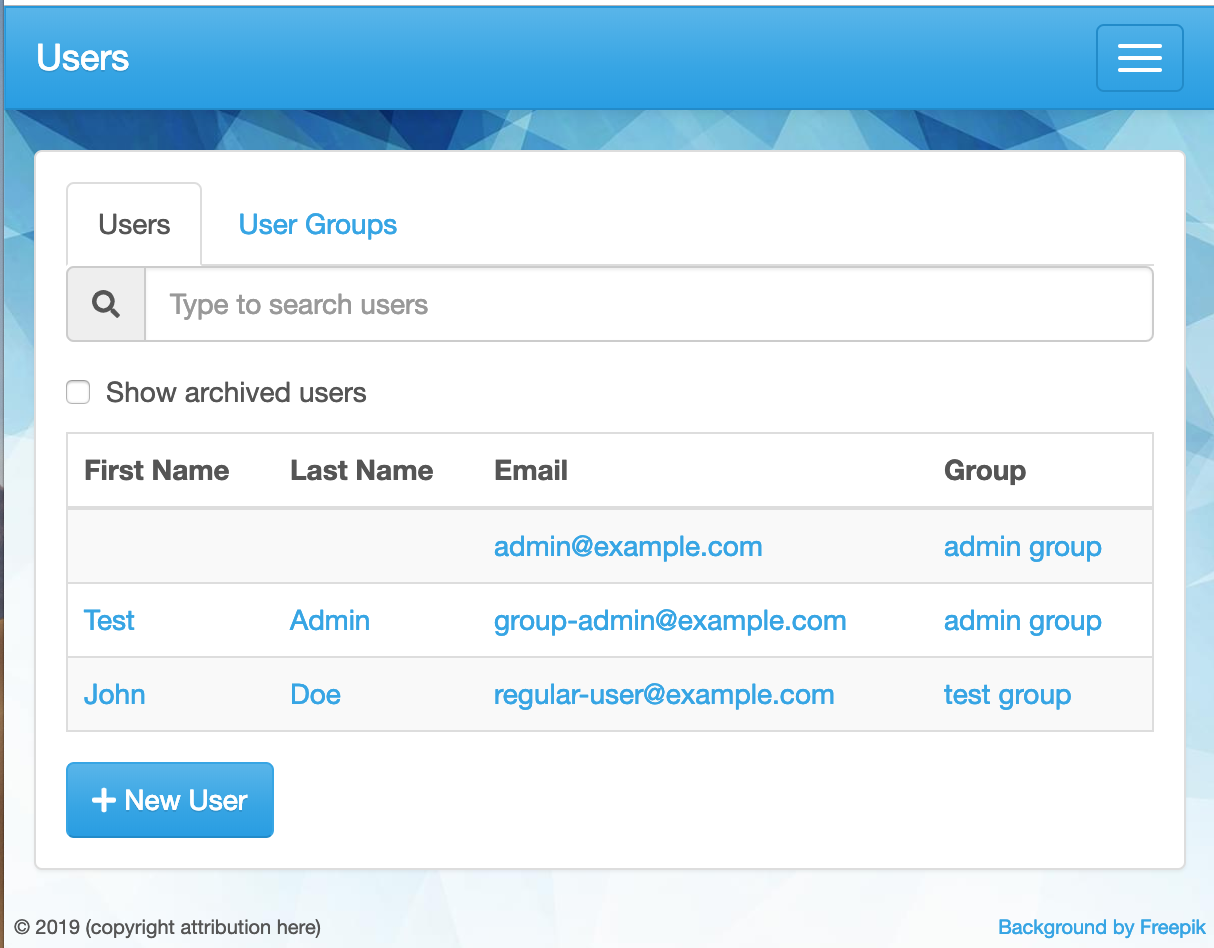 Users
Users User Groups
Type to search users
Show archived users
First Name Last Name Email Group
admin@example.com admin group
Test Admin group-admin@example.com admin group
John Doe regular-user@example.com test group
New User
© 2019 (copyright attribution here) Background by Freepik